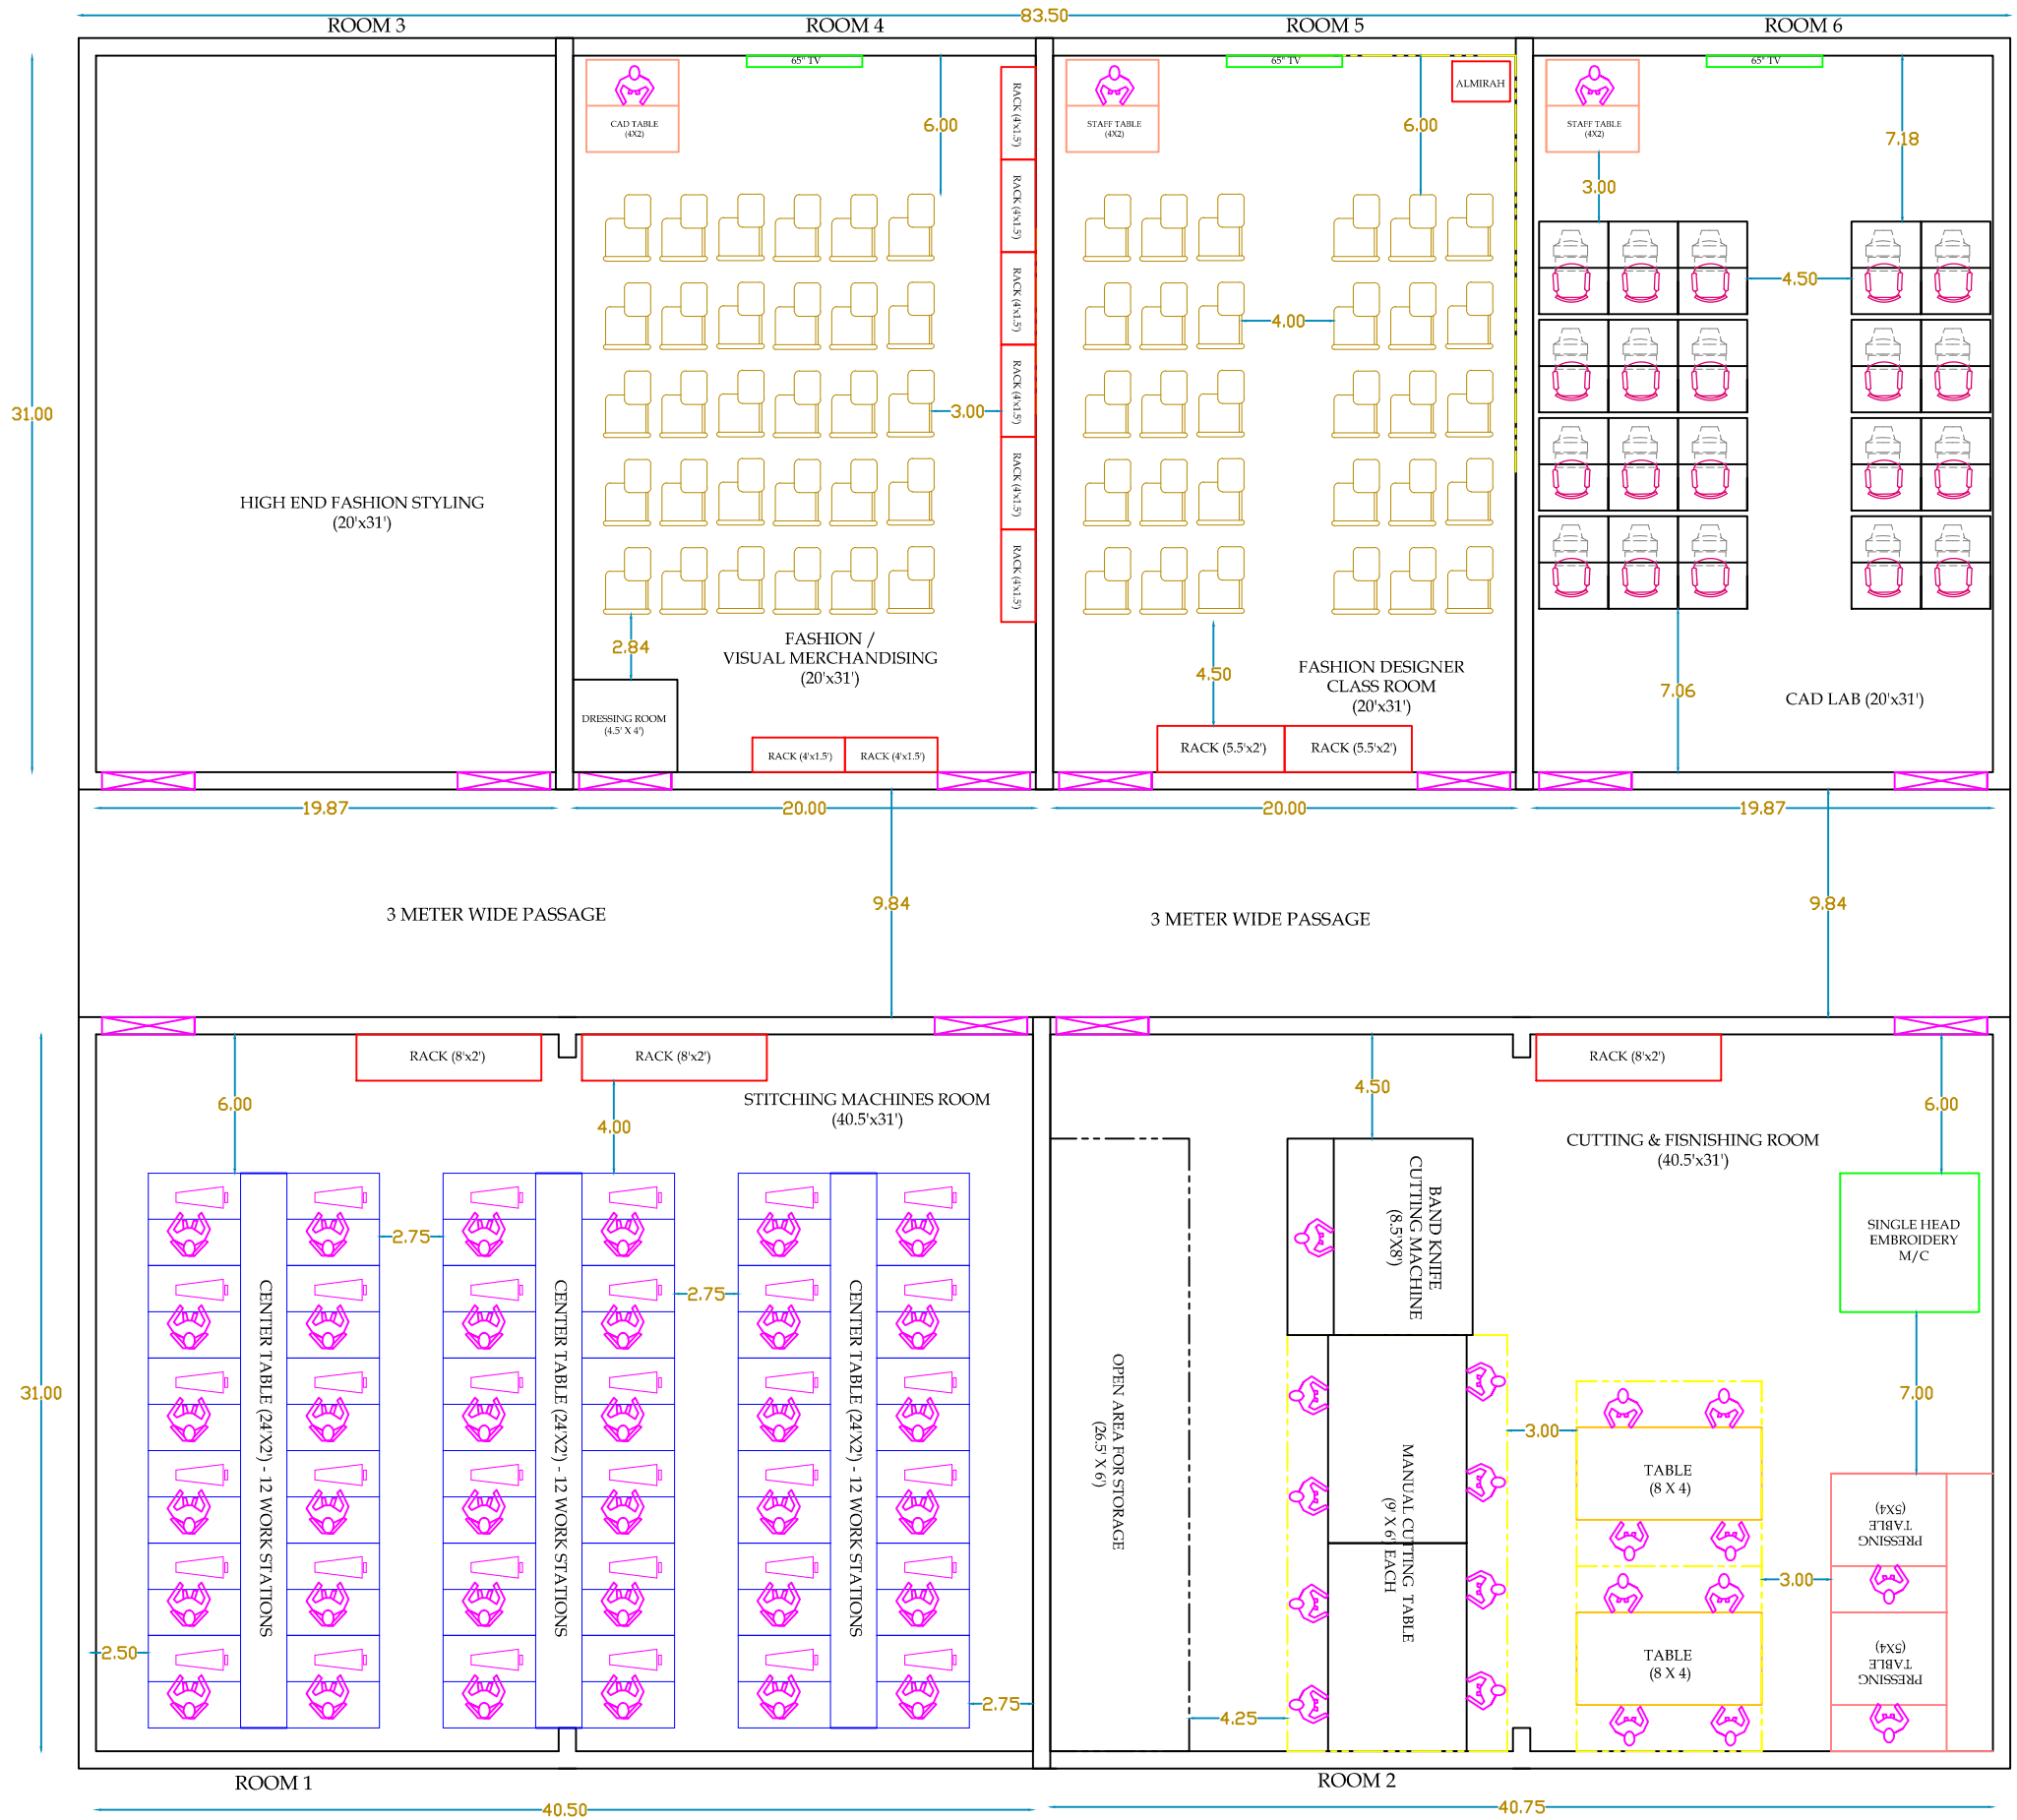 83.50
ROOM 3
ROOM 4
ROOM 5
ROOM 6
65" TV
65" TV
65" TV
CAD TABLE
(4X2)
STAFF TABLE
(4X2)
ALMIRAH
STAFF TABLE
(4X2)
6.00
6.00
7.18
3.00
RACK (4'x1.5')
RACK (4'x1.5')
RACK (4'x1.5')
RACK (4'x1.5')
RACK (4'x1.5')
RACK (4'x1.5')
4.50
4.00
31.00
3.00
HIGH END FASHION STYLING
(20'x31')
2.84
FASHION /
VISUAL MERCHANDISING
(20'x31')
4.50
FASHION DESIGNER
CLASS ROOM
(20'x31')
7.06
CAD LAB (20'x31')
DRESSING ROOM
(4.5' X 4')
RACK (4'x1.5')
RACK (4'x1.5')
RACK (5.5'x2')
RACK (5.5'x2')
19.87
20.00
20.00
19.87
3 METER WIDE PASSAGE
9.84
3 METER WIDE PASSAGE
9.84
RACK (8'x2')
RACK (8'x2')
RACK (8'x2')
6.00
4.00
STITCHING MACHINES ROOM
(40.5'x31')
4.50
6.00
CUTTING & FISNISHING ROOM
(40.5'x31')
BAND KNIFE
CUTTING MACHINE
(8.5'X8')
SINGLE HEAD
EMBROIDERY
M/C
2.75
2.75
CENTER TABLE (24'X2') - 12 WORK STATIONS
CENTER TABLE (24'X2') - 12 WORK STATIONS
CENTER TABLE (24'X2') - 12 WORK STATIONS
31.00
OPEN AREA FOR STORAGE
(26.5' X 6')
MANUAL CUTTING TABLE
(9' X 6') EACH
3.00
7.00
TABLE
(8 X 4)
PRESSING
TABLE
(5X4)
3.00
TABLE
(8 X 4)
PRESSING
TABLE
(5X4)
2.50
2.75
4.25
ROOM 1
ROOM 2
40.50
40.75